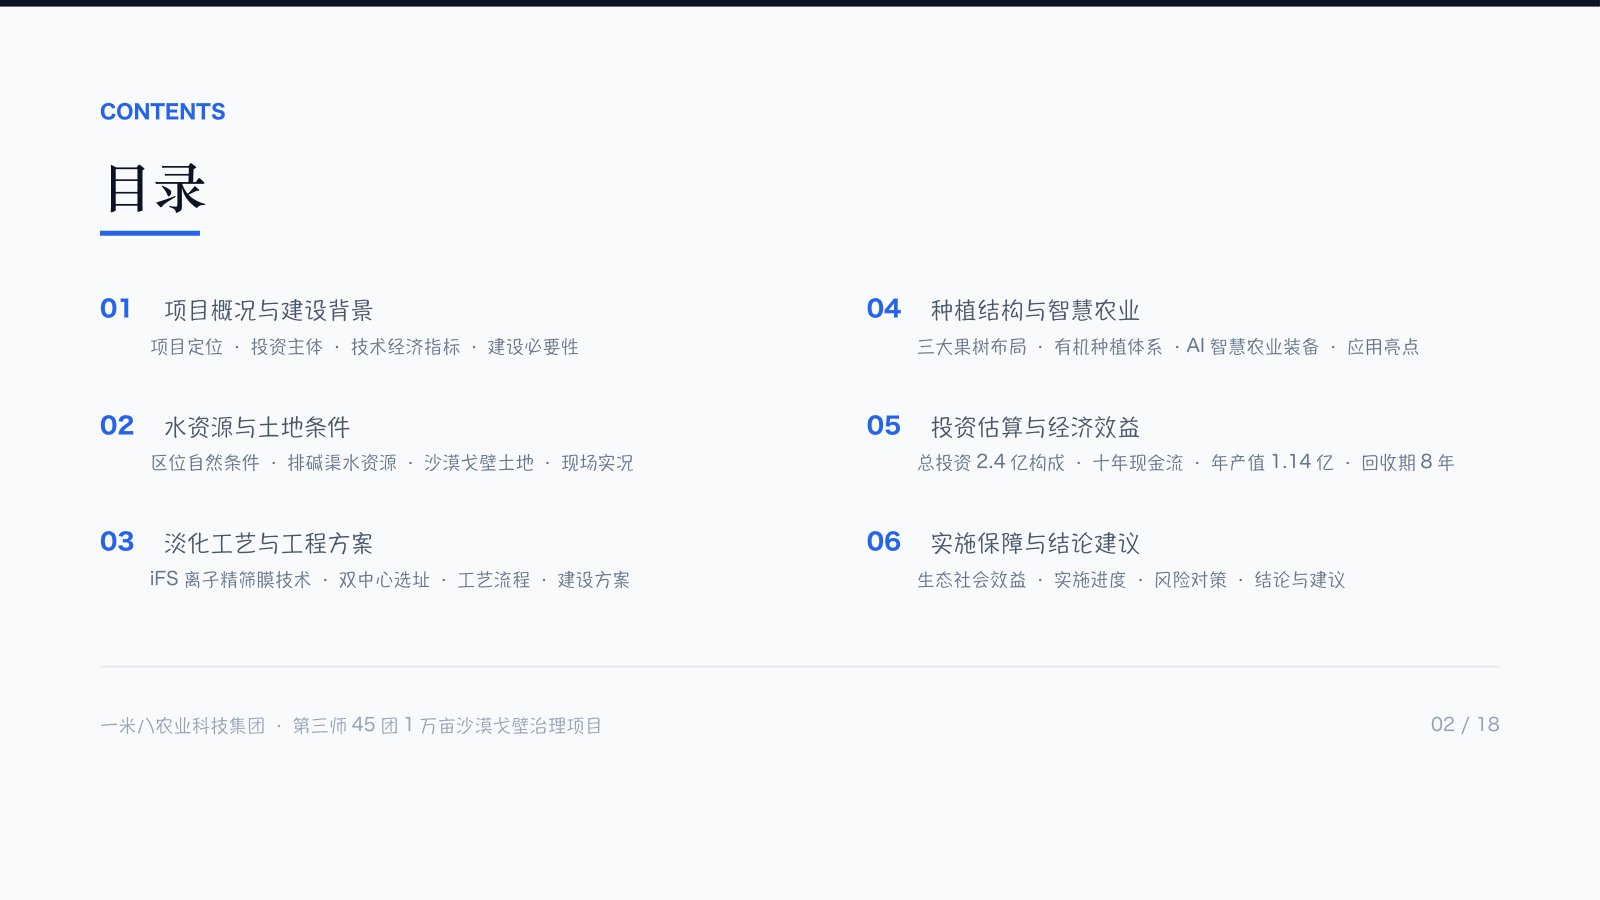 CONTENTS
目录
01 项目概况与建设背景
项目定位 · 投资主体 · 技术经济指标 · 建设必要性
02 水资源与土地条件
区位自然条件 · 排碱渠水资源 · 沙漠戈壁土地 · 现场实况
03 淡化工艺与工程方案
iFS 离子精筛膜技术 · 双中心选址 · 工艺流程 · 建设方案
04 种植结构与智慧农业
三大果树布局 · 有机种植体系 · AI 智慧农业装备 · 应用亮点
05 投资估算与经济效益
总投资 2.4 亿构成 · 十年现金流 · 年产值 1.14 亿 · 回收期 8 年
06 实施保障与结论建议
生态社会效益 · 实施进度 · 风险对策 · 结论与建议
一米八农业科技集团 · 第三师 45 团 1 万亩沙漠戈壁治理项目
02 / 18